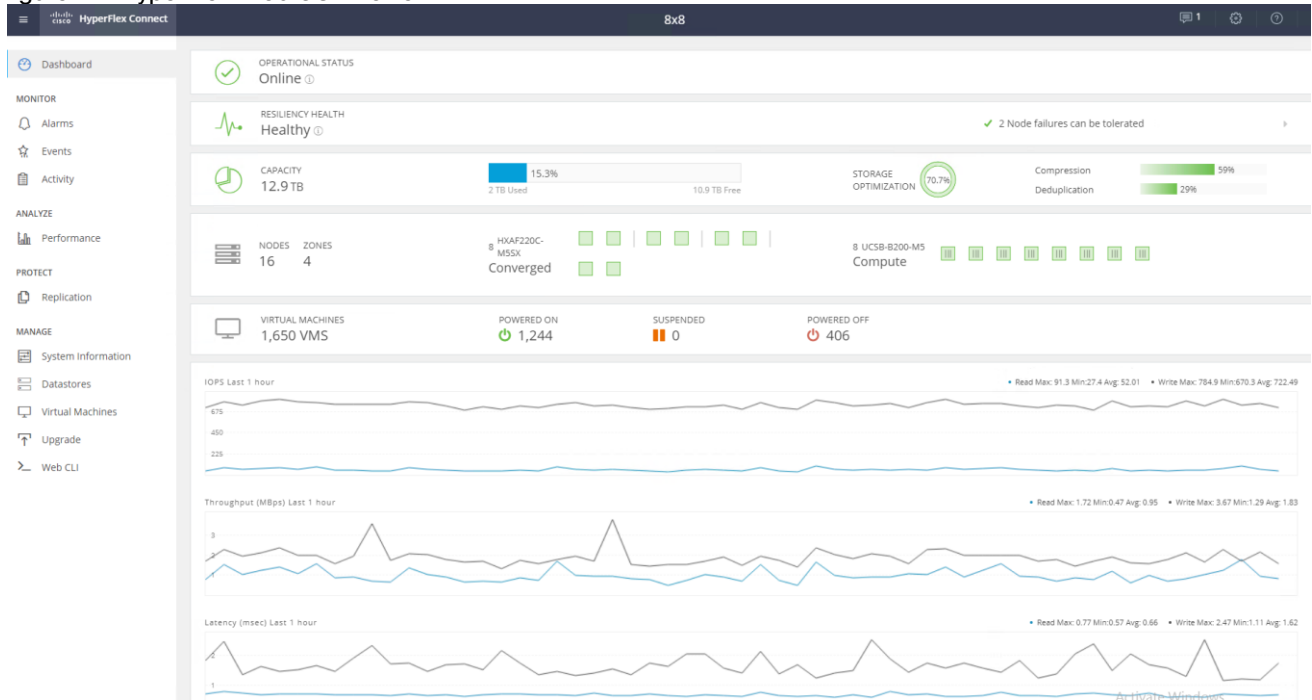 cisco HyperFlex Connect
8x8
1
Dashboard
MONITOR
Alarms
Events
Activity
ANALYZE
Performance
PROTECT
Replication
MANAGE
System Information
Datastores
Virtual Machines
Upgrade
Web CLI
OPERATIONAL STATUS
Online
RESILIENCY HEALTH
Healthy
2 Node failures can be tolerated
CAPACITY
12.9 TB
15.3%
2 TB Used 10.9 TB Free
STORAGE
OPTIMIZATION
70.7%
Compression 59%
Deduplication 29%
NODES ZONES
16 4
8 HXAF220C-
M5SX
Converged
8 UCSB-B200-M5
Compute
VIRTUAL MACHINES
1,650 VMS
POWERED ON
1,244
SUSPENDED
0
POWERED OFF
406
IOPS Last 1 hour
Read Max: 91.3 Min:27.4 Avg: 52.01 Write Max: 784.9 Min:670.3 Avg: 722.49
675
450
225
Throughput (MBps) Last 1 hour
Read Max: 1.72 Min:0.47 Avg: 0.95 Write Max: 3.67 Min:1.29 Avg: 1.83
3
2
1
Latency (msec) Last 1 hour
Read Max: 0.77 Min:0.57 Avg: 0.66 Write Max: 2.47 Min:1.11 Avg: 1.62
2
1
Activate Windows